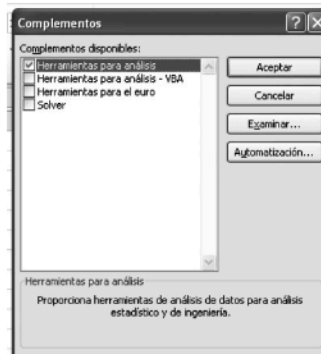 Complementos
Complementos disponibles:
Herramientas para análisis
Herramientas para análisis - VBA
Herramientas para el euro
Solver
Aceptar
Cancelar
Examinar...
Automatización...
Herramientas para análisis
Proporciona herramientas de análisis de datos para análisis
estadístico y de ingeniería.